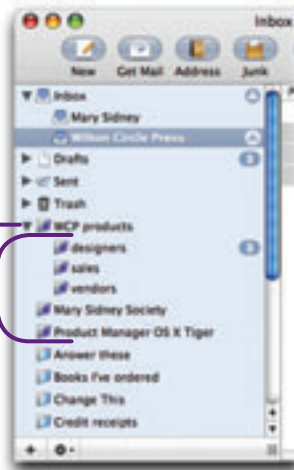 Inbox
New Get Mail Address Junk
Inbox
Mary Sidney
Wilton Circle Press
Drafts
Sent
Trash
WCP products
designers
sales
vendors
Mary Sidney Society
Product Manager OS X Tiger
Answer these
Books I've ordered
Change This
Credit receipts